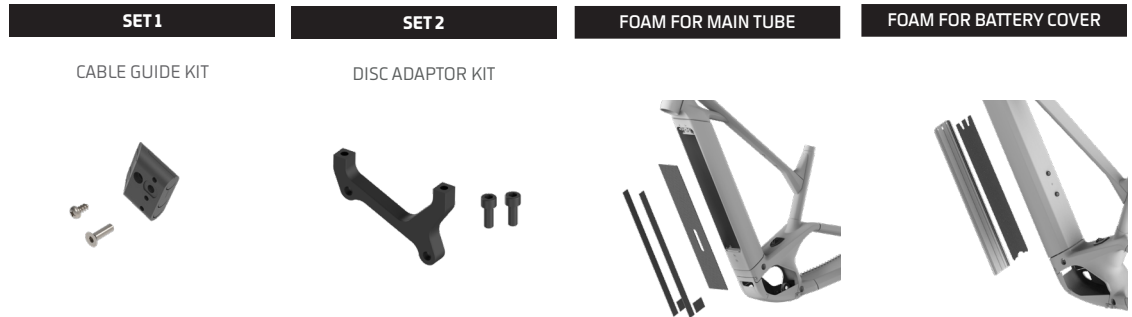 SET 1
SET 2
FOAM FOR MAIN TUBE
FOAM FOR BATTERY COVER
CABLE GUIDE KIT
DISC ADAPTOR KIT